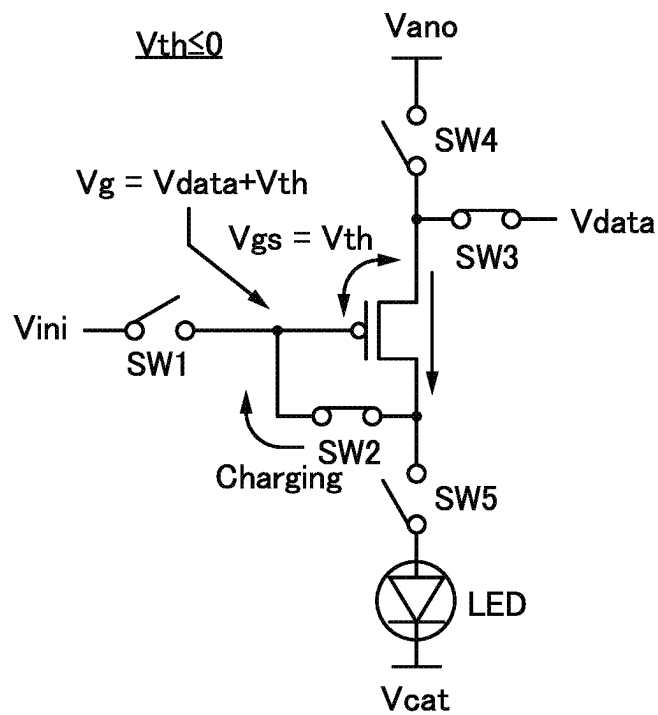 Vth≤0
Vano
SW4
Vg = Vdata+Vth
Vgs = Vth
Vdata
SW3
Vini
SW1
SW2
Charging
SW5
LED
Vcat